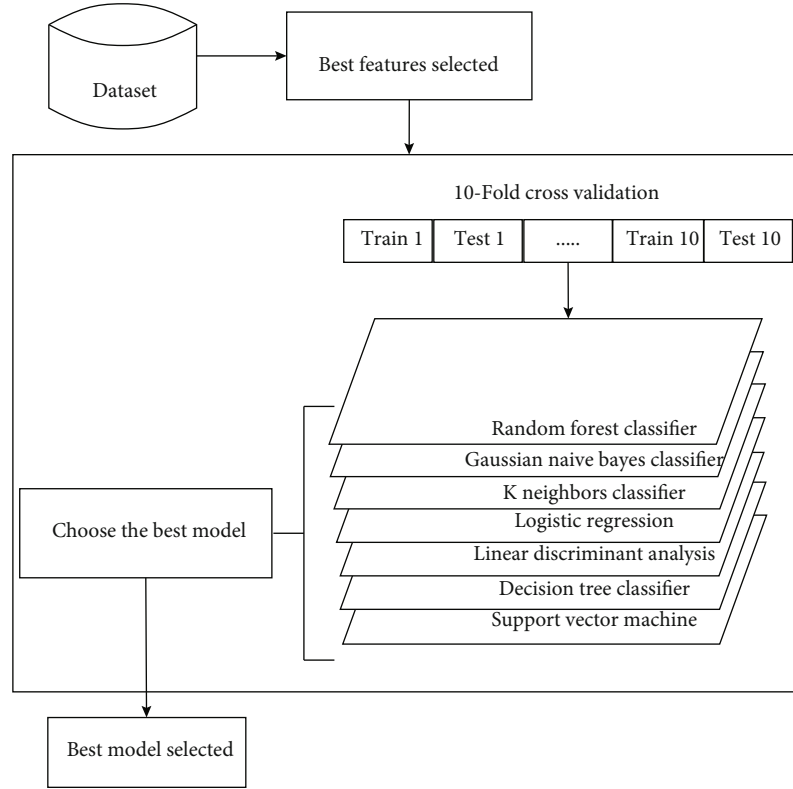 Dataset
Best features selected
10-Fold cross validation
Train 1 Test 1 ..... Train 10 Test 10
Random forest classifier
Gaussian naive bayes classifier
K neighbors classifier
Logistic regression
Linear discriminant analysis
Decision tree classifier
Support vector machine
Choose the best model
Best model selected